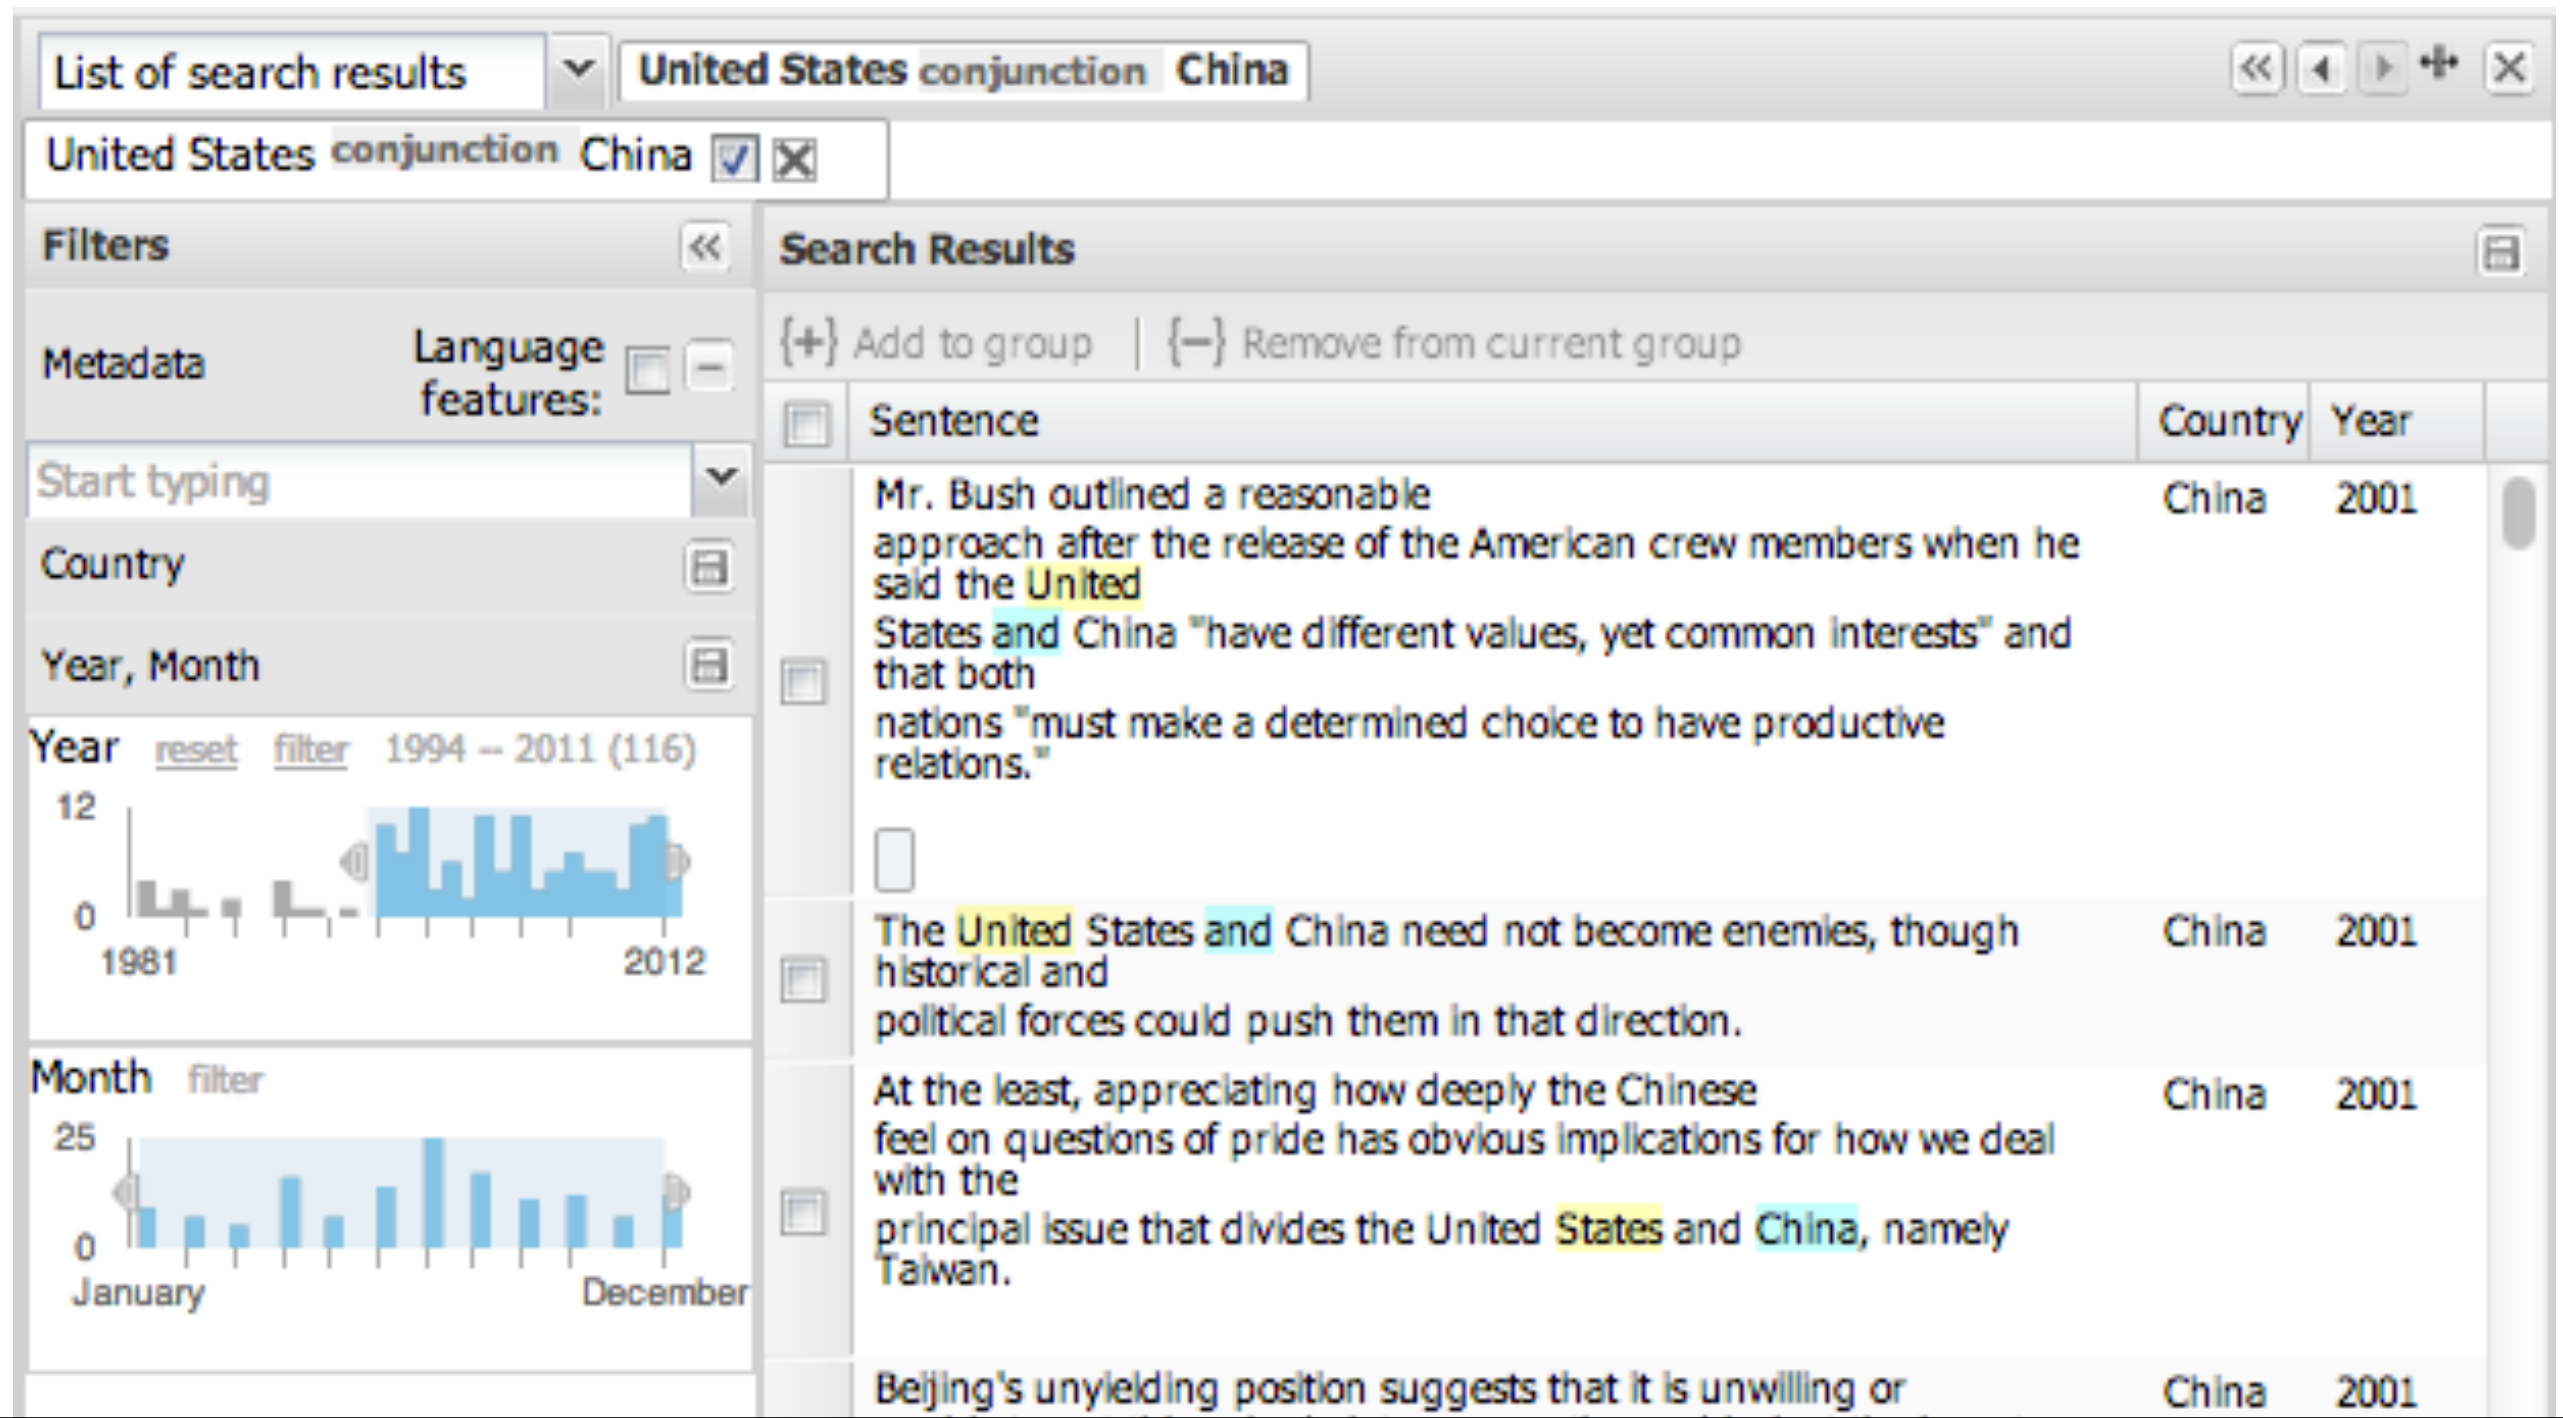 List of search results
United States conjunction China
United States conjunction China
Filters
Metadata
Language
features:
Start typing
Country
Year, Month
Year reset filter 1994 -- 2011 (116)
12
0
1981 2012
Month filter
25
0
January December
Search Results
{+} Add to group | {−} Remove from current group
Sentence Country Year
Mr. Bush outlined a reasonable China 2001
approach after the release of the American crew members when he
said the United
States and China "have different values, yet common interests" and
that both
nations "must make a determined choice to have productive
relations."
The United States and China need not become enemies, though China 2001
historical and
political forces could push them in that direction.
At the least, appreciating how deeply the Chinese China 2001
feel on questions of pride has obvious implications for how we deal
with the
principal issue that divides the United States and China, namely
Taiwan.
Beijing's unyielding position suggests that it is unwilling or China 2001